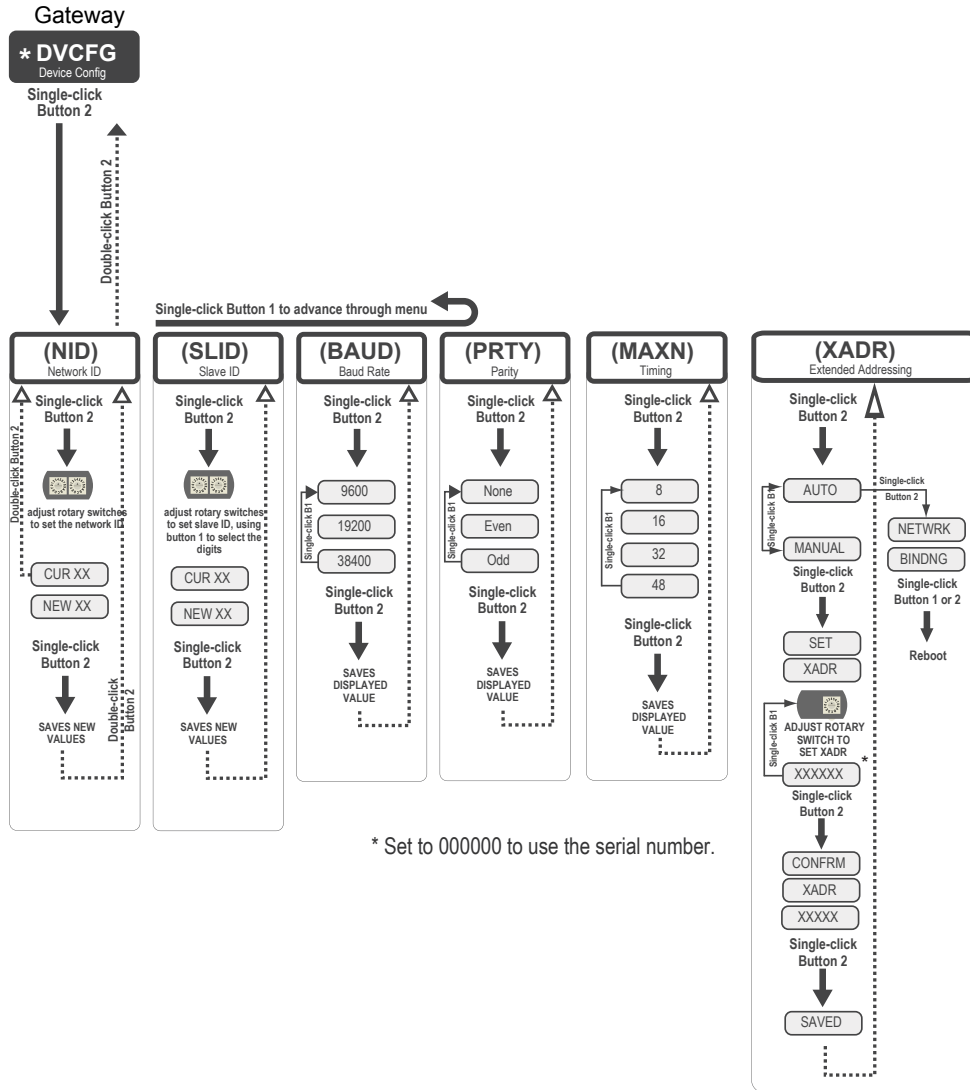 Gateway
* DVCFG
Device Config
Single-click
Button 2
Double-click Button 2
Single-click Button 1 to advance through menu
(NID)
Network ID
Single-click
Button 2
Double-click Button 2
adjust rotary switches
to set the network ID
CUR XX
NEW XX
Single-click
Button 2
SAVES NEW
VALUES
Double-click
Button 2
(SLID)
Slave ID
Single-click
Button 2
adjust rotary switches
to set slave ID, using
button 1 to select the
digits
CUR XX
NEW XX
Single-click
Button 2
SAVES NEW
VALUES
(BAUD)
Baud Rate
Single-click
Button 2
Single-click B1
9600
19200
38400
Single-click
Button 2
SAVES
DISPLAYED
VALUE
(PRTY)
Parity
Single-click
Button 2
Single-click B1
None
Even
Odd
Single-click
Button 2
SAVES
DISPLAYED
VALUE
(MAXN)
Timing
Single-click
Button 2
Single-click B1
8
16
32
48
Single-click
Button 2
SAVES
DISPLAYED
VALUE
(XADR)
Extended Addressing
Single-click
Button 2
Single-click B1
AUTO
Single-click
Button 2
NETWRK
BINDNG
Single-click
Button 1 or 2
Reboot
MANUAL
Single-click
Button 2
SET
XADR
Single-click B1
ADJUST ROTARY
SWITCH TO
SET XADR
XXXXXX *
Single-click
Button 2
CONFRM
XADR
XXXXX
Single-click
Button 2
SAVED
* Set to 000000 to use the serial number.